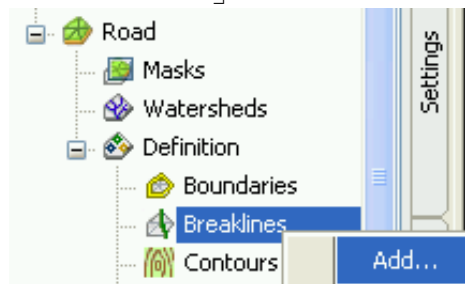 Road
Masks
Watersheds
Definition
Boundaries
Breaklines
Contours
Add...
Settings